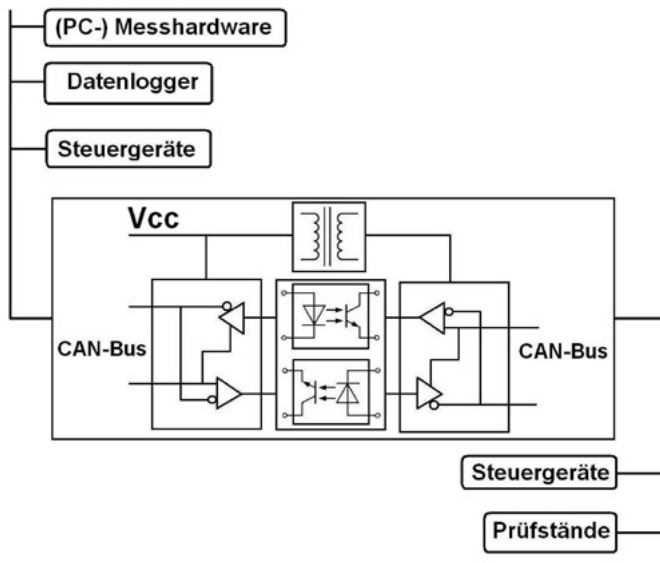 (PC-) Messhardware
Datenlogger
Steuergeräte
Vcc
CAN-Bus
CAN-Bus
Steuergeräte
Prüfstände